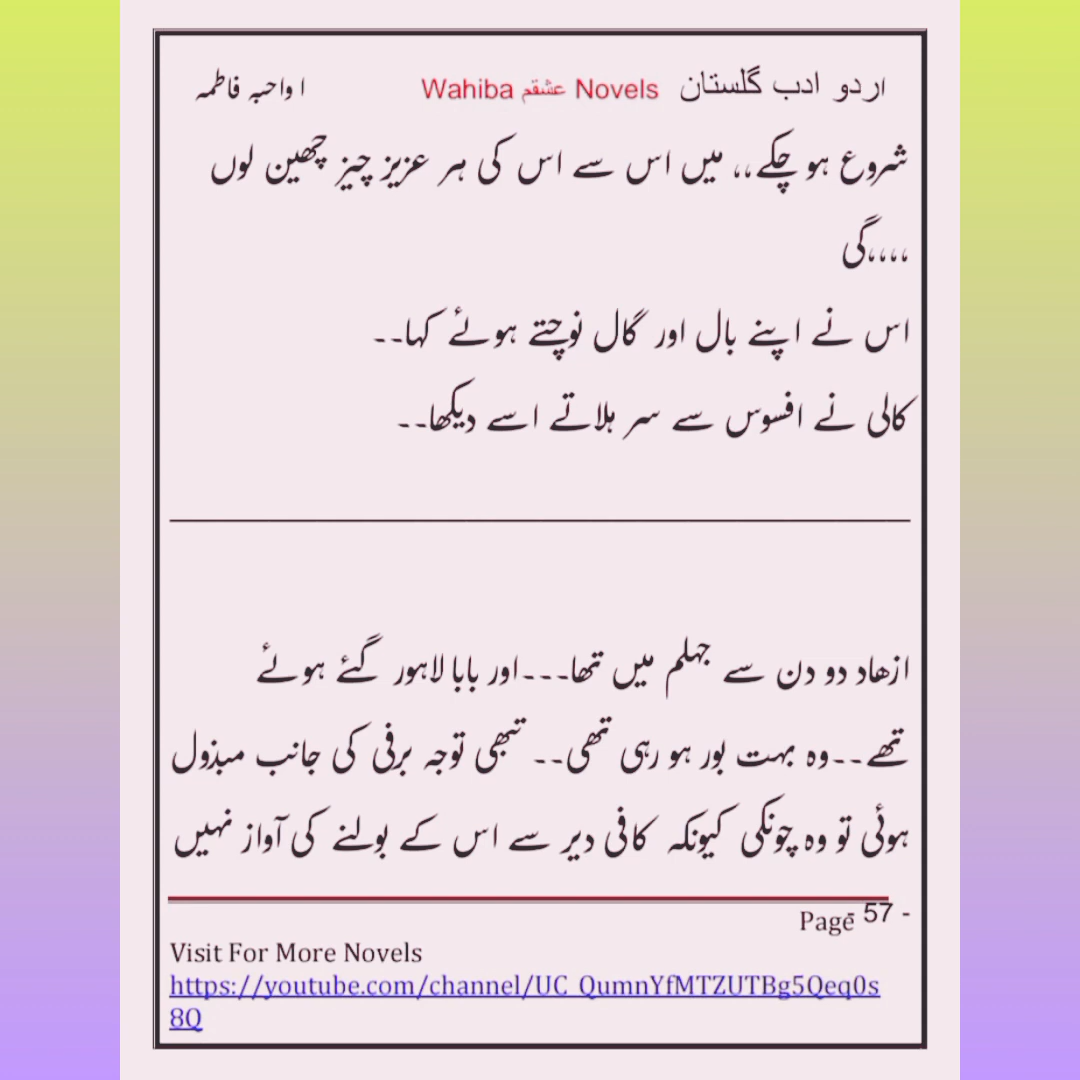 اردو ادب گلستان Wahiba عشقم Novels ا واحبہ فاطمہ
شروع ہو چکے،، میں اس سے اس کی ہر عزیز چیز چھین لوں
گی،،،،
اس نے اپنے بال اور گال نوچتے ہوئے کہا--
کالی نے افسوس سے سر ہلاتے اسے دیکھا--
ازھاد دو دن سے جہلم میں تھا---اور بابا لاہور گئے ہوئے
تھے--وہ بہت بور ہو رہی تھی-- تبھی توجہ برفی کی جانب مبذول
ہوئی تو وہ چونکی کیونکہ کافی دیر سے اس کے بولنے کی آواز نہیں
Page - 57 -
Visit For More Novels
https://youtube.com/channel/UC_QumnYfMTZUTBg5Qeq0s
8Q